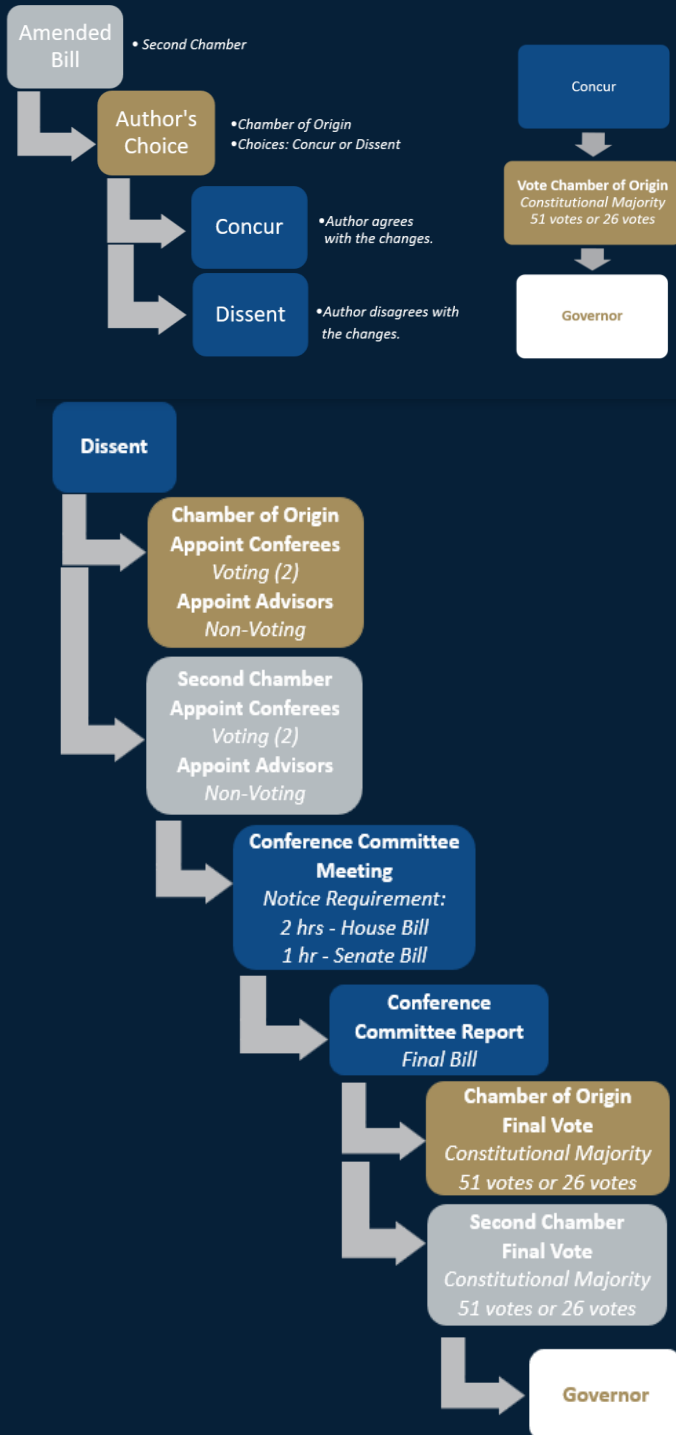 Amended
Bill
• Second Chamber
Author's
Choice
•Chamber of Origin
•Choices: Concur or Dissent
Concur
•Author agrees
with the changes.
Dissent
•Author disagrees with
the changes.
Concur
Vote Chamber of Origin
Constitutional Majority
51 votes or 26 votes
Governor
Dissent
Chamber of Origin
Appoint Conferees
Voting (2)
Appoint Advisors
Non-Voting
Second Chamber
Appoint Conferees
Voting (2)
Appoint Advisors
Non-Voting
Conference Committee
Meeting
Notice Requirement:
2 hrs - House Bill
1 hr - Senate Bill
Conference
Committee Report
Final Bill
Chamber of Origin
Final Vote
Constitutional Majority
51 votes or 26 votes
Second Chamber
Final Vote
Constitutional Majority
51 votes or 26 votes
Governor